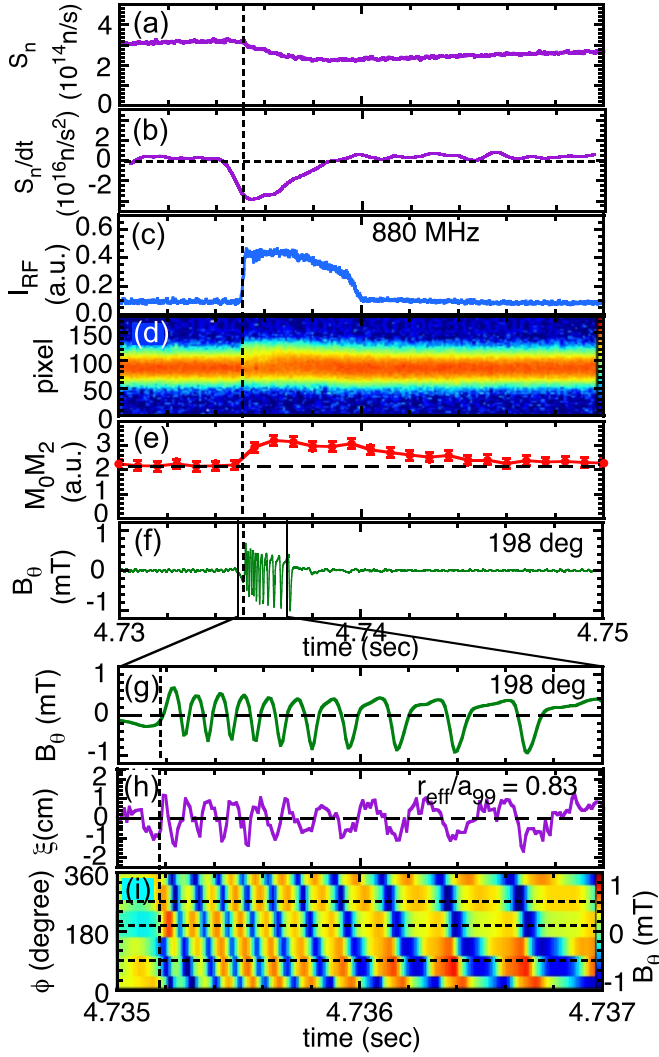 (a)
S_n
(10^14 n/s)
4
2
0
(b)
S_n/dt
(10^16 n/s^2)
2
0
-2
(c)
880 MHz
I_RF
(a.u.)
0.6
0.4
0.2
0.0
(d)
pixel
150
100
50
0
(e)
M_0M_2
(a.u.)
3
2
1
0
(f)
198 deg
B_θ
(mT)
1
0
-1
4.73
4.74
4.75
time (sec)
(g)
198 deg
B_θ (mT)
1
0
-1
(h)
r_eff/a_99 = 0.83
ξ(cm)
2
1
0
-1
-2
(i)
ϕ (degree)
360
180
0
1
0
-1
B_θ (mT)
4.735
4.736
4.737
time (sec)